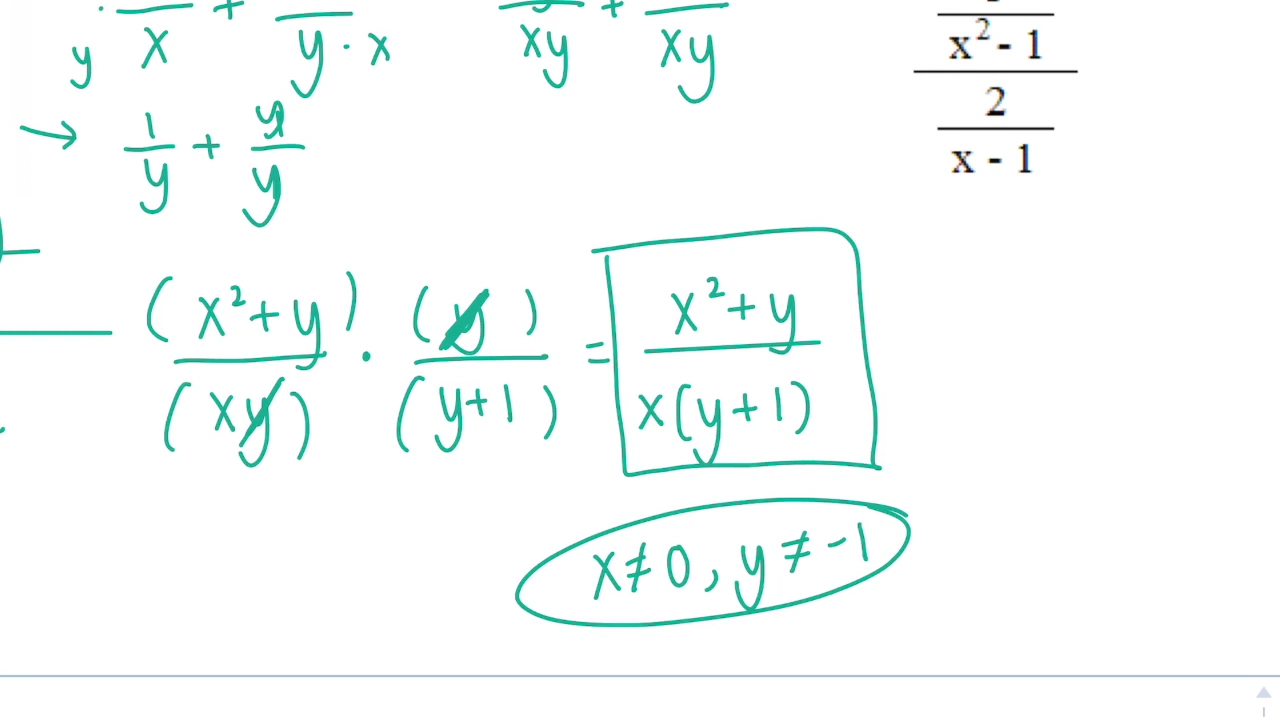 y · x/x + y · x xy + xy
→ 1/y + y/y
(x² + y)/(xy) · (y)/(y + 1) = x² + y/x(y + 1)
x ≠ 0, y ≠ -1
x² - 1
2
x - 1